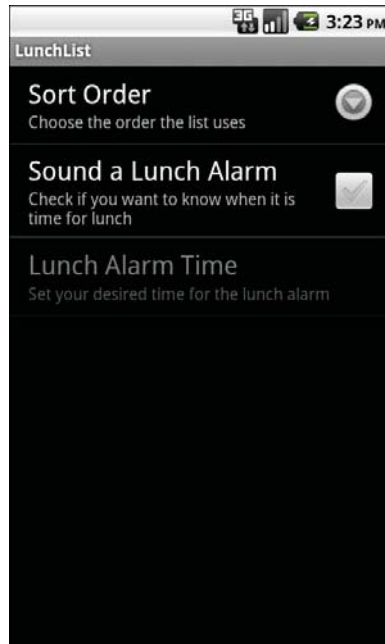 3G 3:23 PM
LunchList
Sort Order
Choose the order the list uses
Sound a Lunch Alarm
Check if you want to know when it is
time for lunch
Lunch Alarm Time
Set your desired time for the lunch alarm